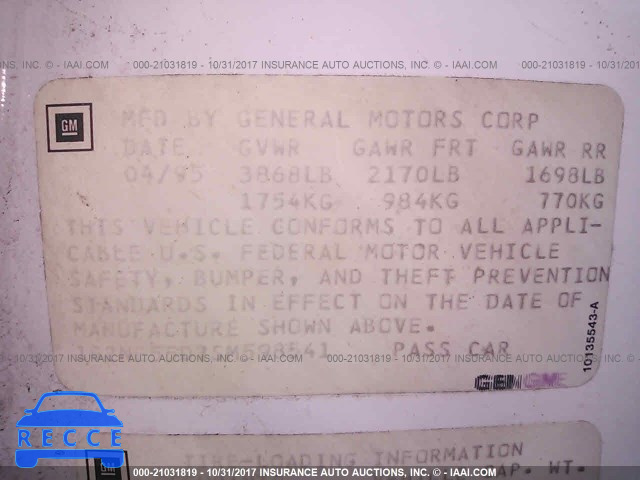 000-21031819 - 10/31/2017 INSURANCE AUTO AUCTIONS, INC. - © - IAAI.COM
GM
MFD BY GENERAL MOTORS CORP
DATE GVWR GAWR FRT GAWR RR
04/95 3868LB 2170LB 1698LB
1754KG 984KG 770KG
THIS VEHICLE CONFORMS TO ALL APPLI-
CABLE U.S. FEDERAL MOTOR VEHICLE
SAFETY, BUMPER, AND THEFT PREVENTION
STANDARDS IN EFFECT ON THE DATE OF
MANUFACTURE SHOWN ABOVE.
PASS CAR
10135543-A
000-21031819 - 10/31/2017 INSURANCE AUTO AUCTIONS, INC. - © - IAAI.COM
RECCE
TIRE-LOADING INFORMATION
AP. WT.
000-21031819 - 10/31/2017 INSURANCE AUTO AUCTIONS, INC. - © - IAAI.COM